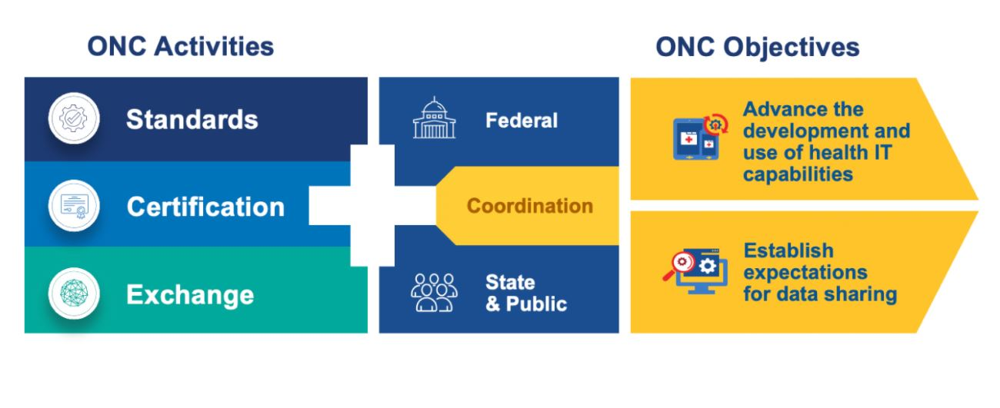 ONC Activities
ONC Objectives
Standards
Certification
Exchange
Federal
Coordination
State
& Public
Advance the
development and
use of health IT
capabilities
Establish
expectations
for data sharing